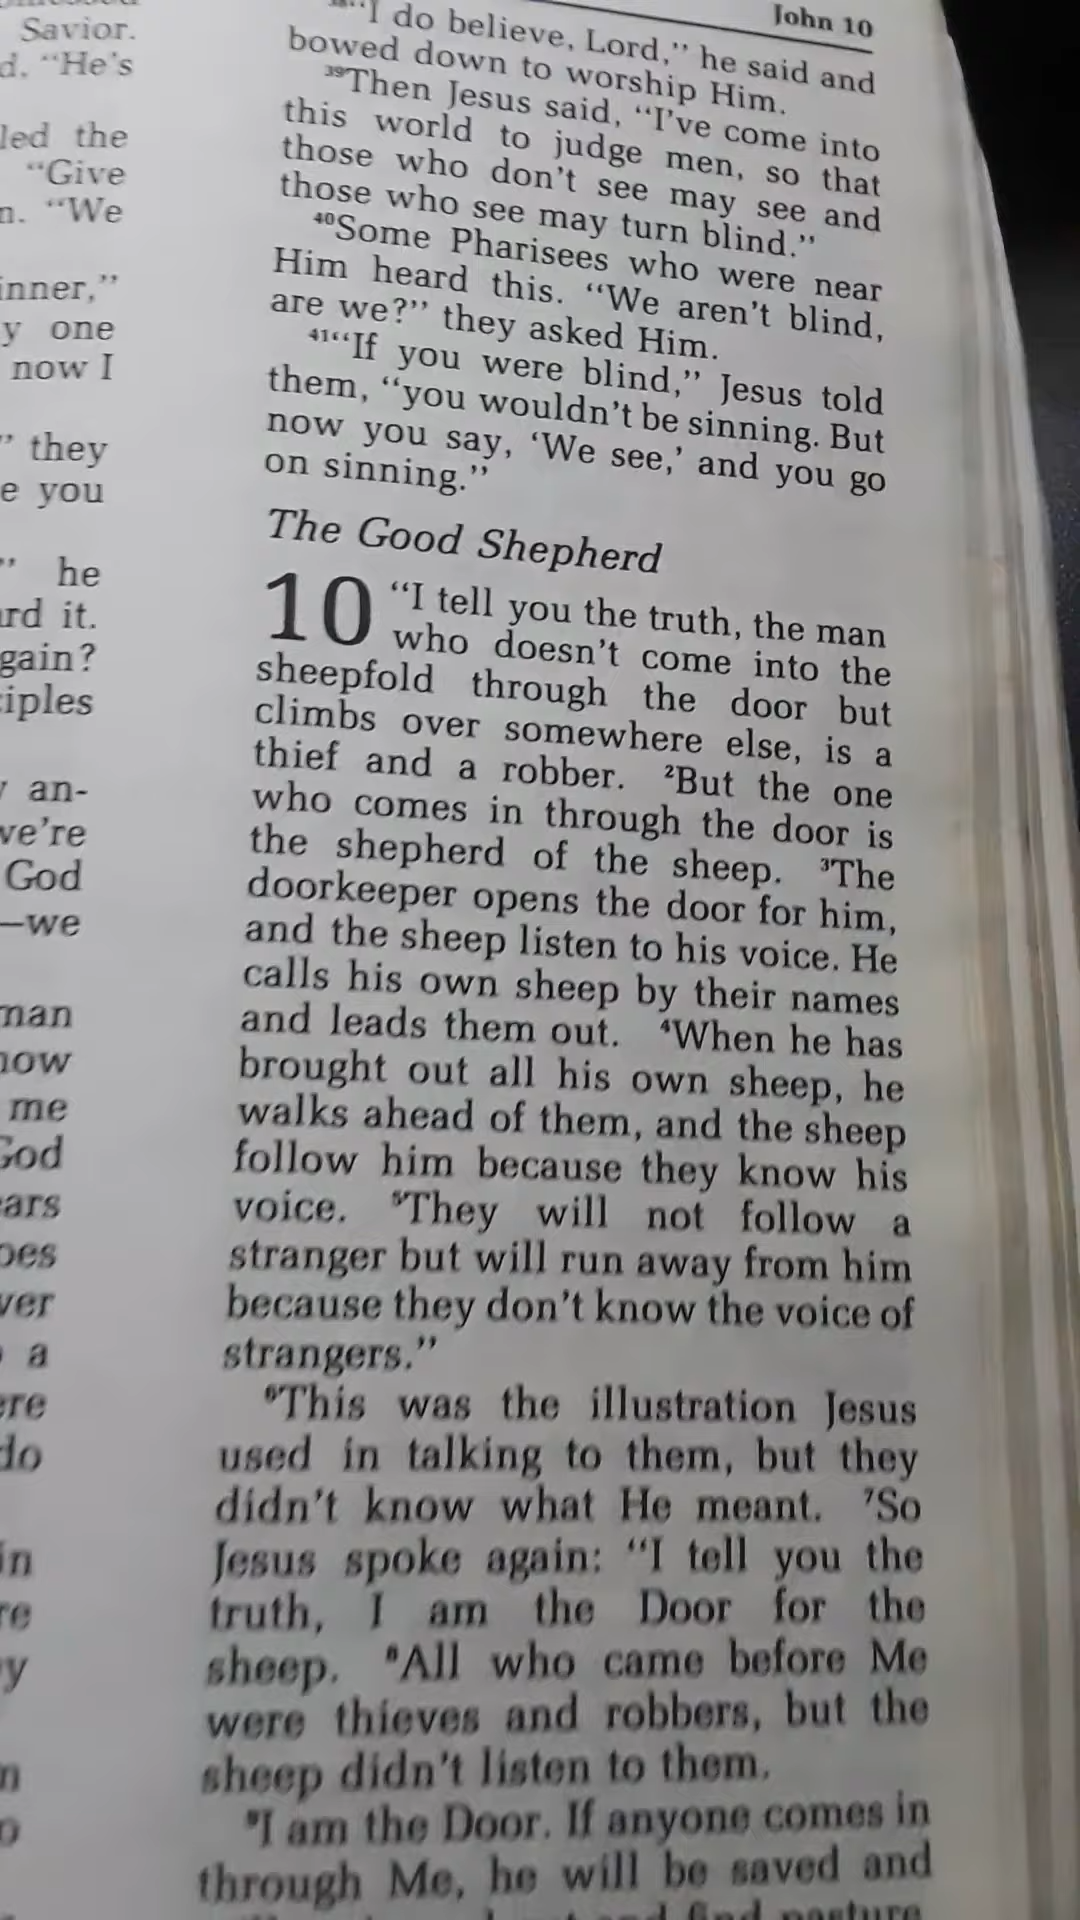 Savior.
"He's
led the
"Give
"We
" they
e you
he
it.
gain?
we're
God
—we
man
me
a
John 10
"I do believe, Lord," he said and
bowed down to worship Him.
39Then Jesus said, "I've come into
this world to judge men, so that
those who don't see may see and
those who see may turn blind."
40Some Pharisees who were near
Him heard this. "We aren't blind,
are we?" they asked Him.
41"If you were blind," Jesus told
them, "you wouldn't be sinning. But
now you say, 'We see,' and you go
on sinning."
The Good Shepherd
10 "I tell you the truth, the man
who doesn't come into the
sheepfold through the door but
climbs over somewhere else, is a
thief and a robber. 2But the one
who comes in through the door is
the shepherd of the sheep. 3The
doorkeeper opens the door for him,
and the sheep listen to his voice. He
calls his own sheep by their names
and leads them out. 4When he has
brought out all his own sheep, he
walks ahead of them, and the sheep
follow him because they know his
voice. 5They will not follow a
stranger but will run away from him
because they don't know the voice of
strangers."
6This was the illustration Jesus
used in talking to them, but they
didn't know what He meant. 7So
Jesus spoke again: "I tell you the
truth, I am the Door for the
sheep. 8All who came before Me
were thieves and robbers, but the
sheep didn't listen to them.
9I am the Door. If anyone comes in
through Me, he will be saved and
find pasture